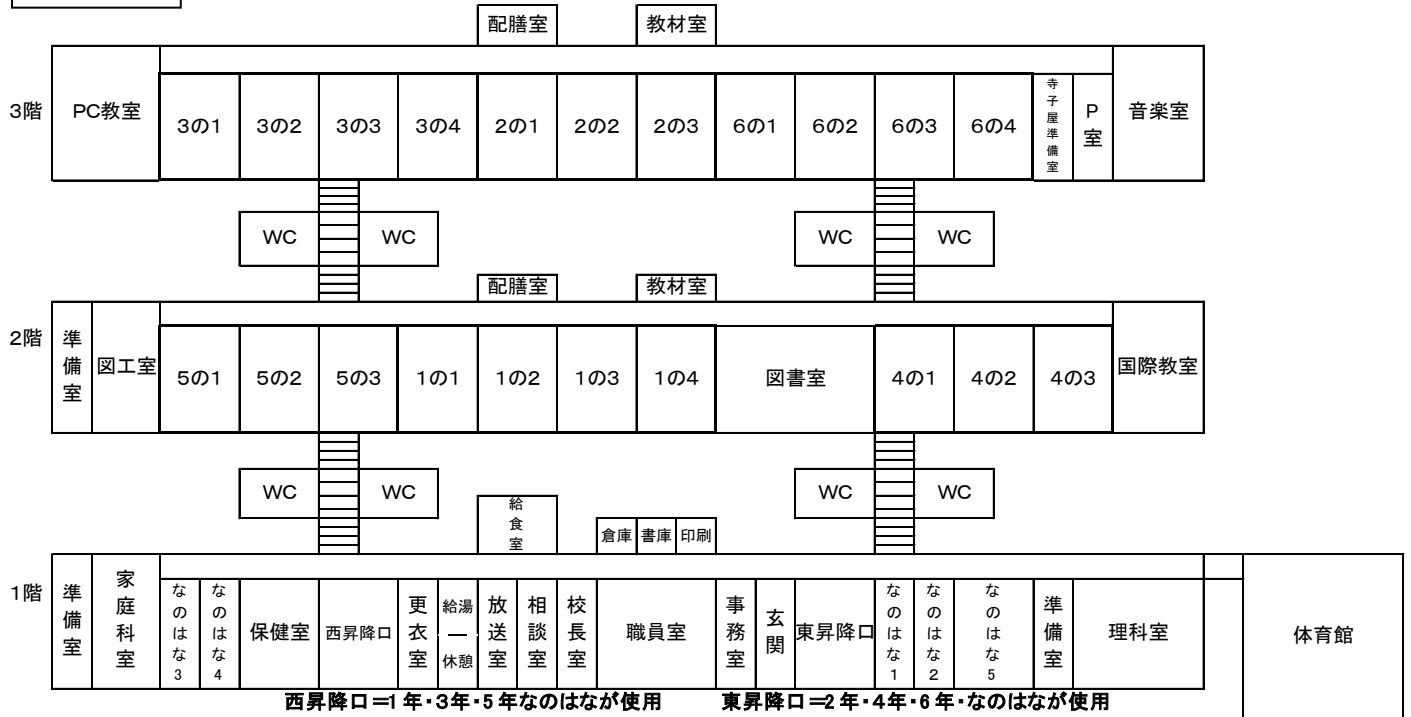 配膳室
教材室
3階
PC教室
3の1
3の2
3の3
3の4
2の1
2の2
2の3
6の1
6の2
6の3
6の4
寺子屋準備室
P室
音楽室
WC
WC
WC
WC
配膳室
教材室
2階
準備室
図工室
5の1
5の2
5の3
1の1
1の2
1の3
1の4
図書室
4の1
4の2
4の3
国際教室
WC
WC
WC
WC
給食室
倉庫
書庫
印刷
1階
準備室
家庭科室
なのはな3
なのはな4
保健室
西昇降口
更衣室
給湯
休憩
放送室
相談室
校長室
職員室
事務室
玄関
東昇降口
なのはな1
なのはな2
なのはな5
準備室
理科室
体育館
西昇降口=1年・3年・5年なのはなが使用
東昇降口=2年・4年・6年・なのはなが使用